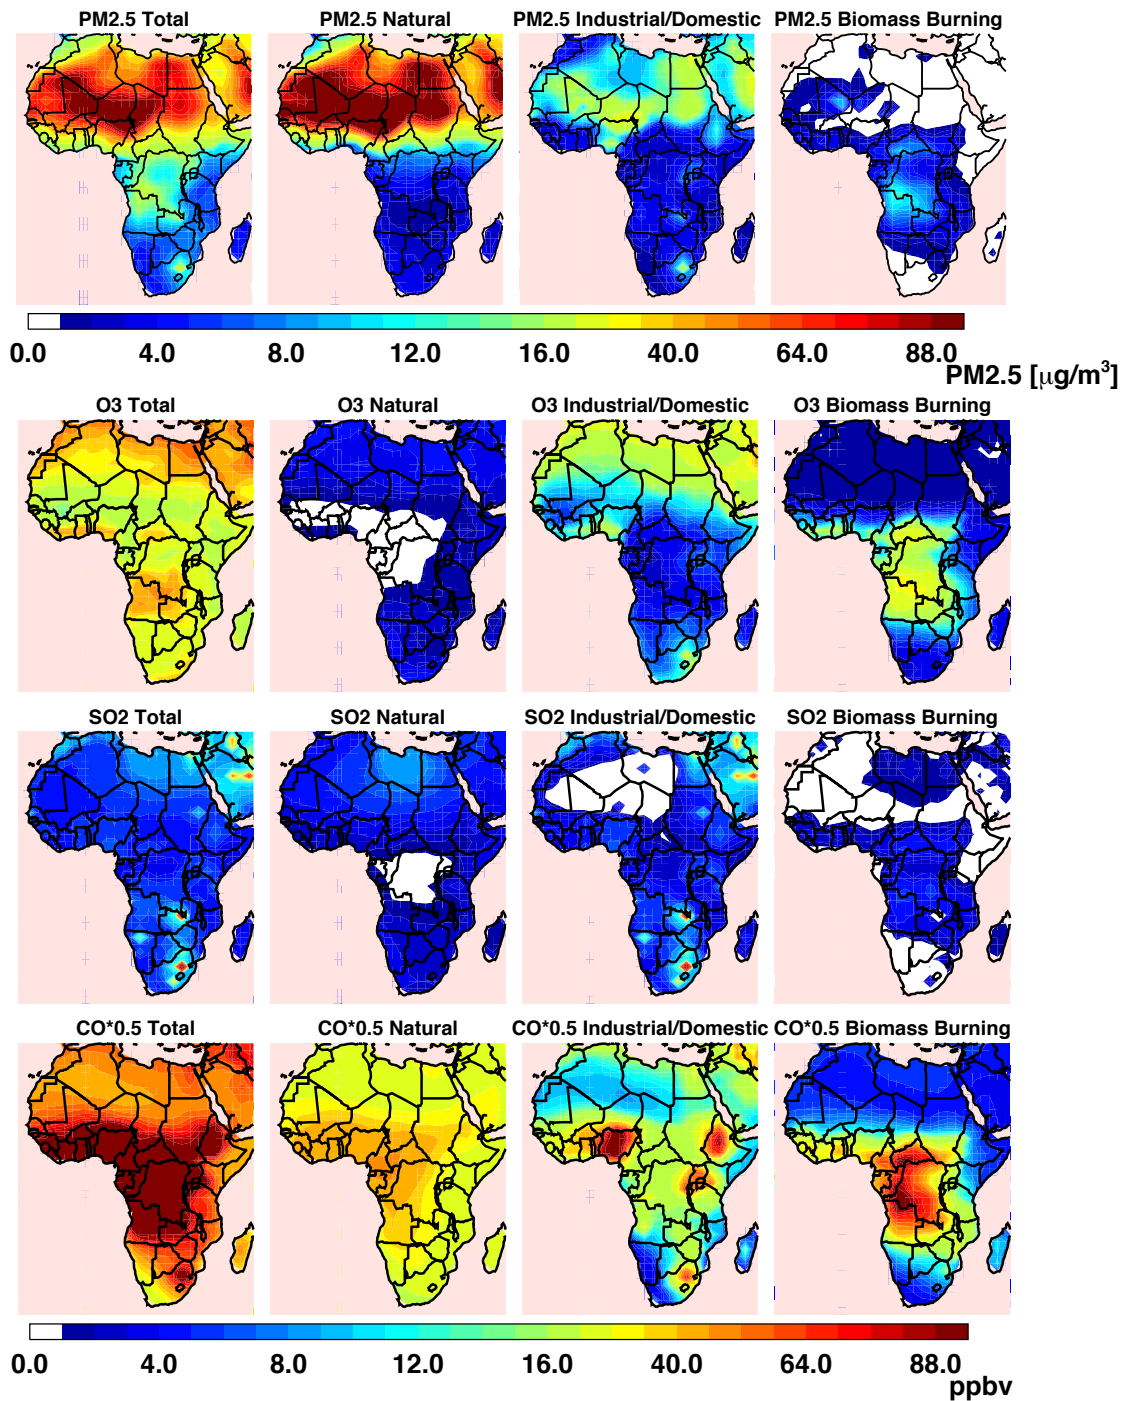 PM2.5 Total PM2.5 Natural PM2.5 Industrial/Domestic PM2.5 Biomass Burning
0.0 4.0 8.0 12.0 16.0 40.0 64.0 88.0
PM2.5 [μg/m³]
O3 Total O3 Natural O3 Industrial/Domestic O3 Biomass Burning
SO2 Total SO2 Natural SO2 Industrial/Domestic SO2 Biomass Burning
CO*0.5 Total CO*0.5 Natural CO*0.5 Industrial/Domestic CO*0.5 Biomass Burning
0.0 4.0 8.0 12.0 16.0 40.0 64.0 88.0
ppbv